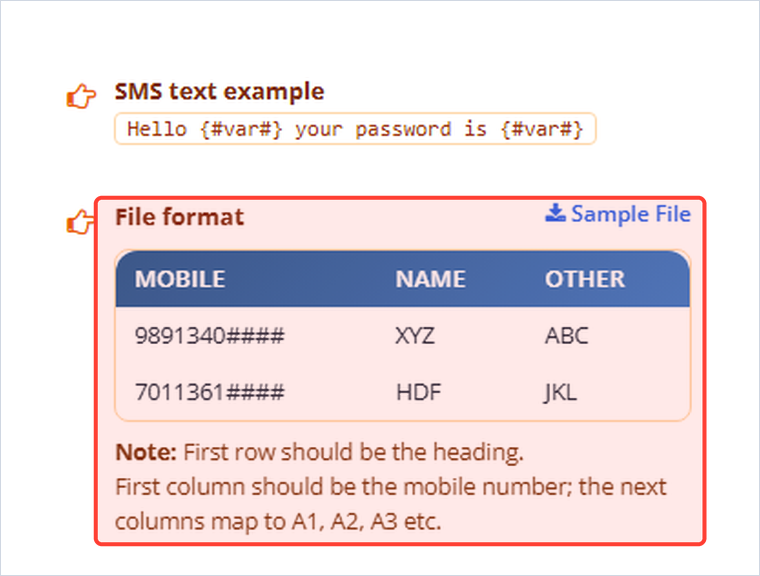 SMS text example
Hello {#var#} your password is {#var#}
File format
Sample File
MOBILE NAME OTHER
9891340#### XYZ ABC
7011361#### HDF JKL
Note: First row should be the heading.
First column should be the mobile number; the next
columns map to A1, A2, A3 etc.